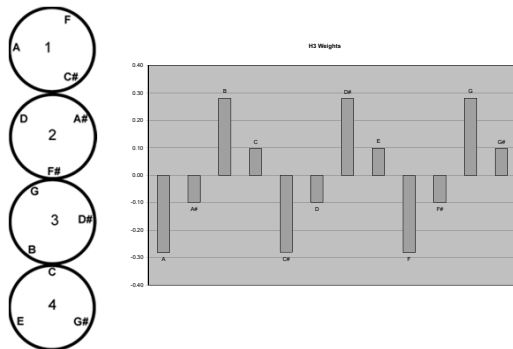 F
A 1
C#
D A#
2
F#
G
3 D#
B
C
4
E G#
H3 Weights
0.40
0.30
0.20
0.10
0.00
-0.10
-0.20
-0.30
-0.40
A
A#
B
C
C#
D
D#
E
F
F#
G
G#